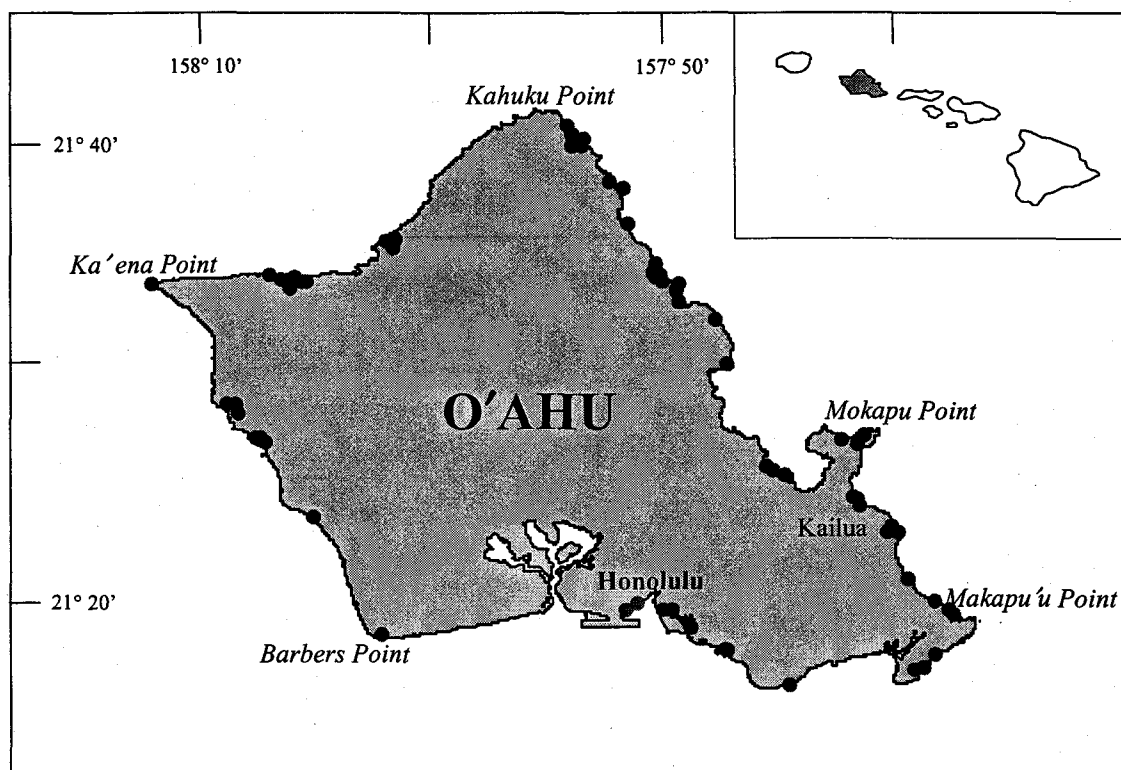 158° 10'
157° 50'
Kahuku Point
21° 40'
Ka'ena Point
O'AHU
Mokapu Point
Kailua
Honolulu
21° 20'
Makapu'u Point
Barbers Point